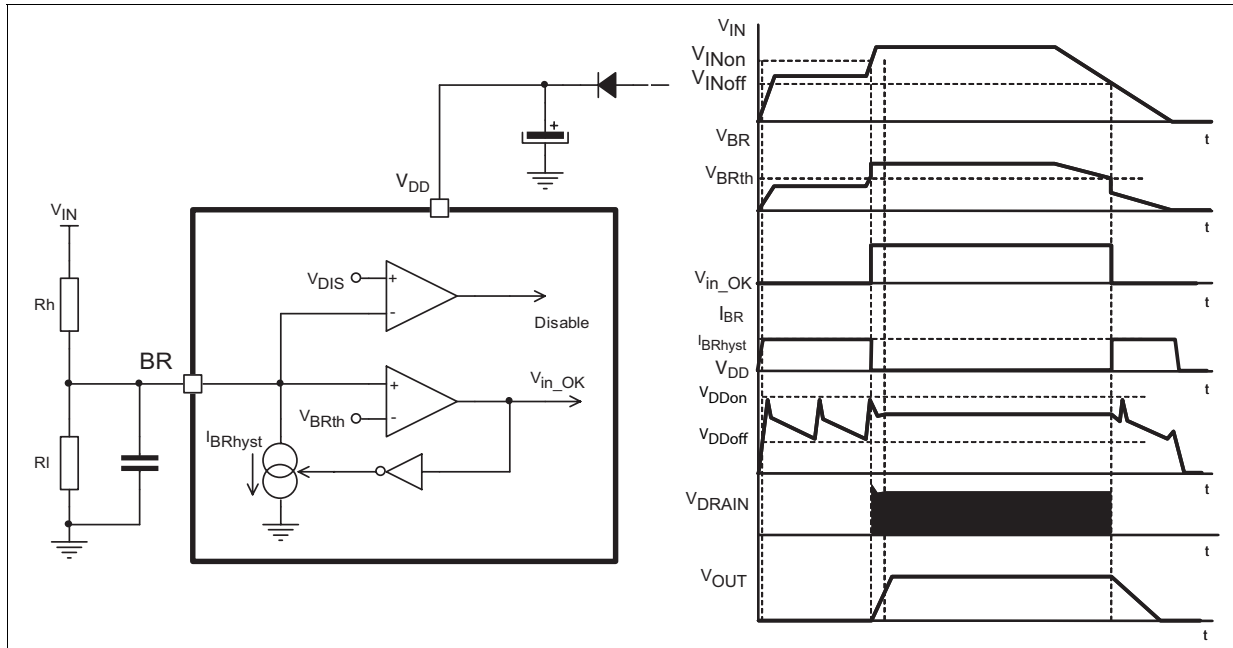 VDD
VIN
Rh
VDIS
+
-
Disable
BR
+
Vin_OK
VBRth
-
IBRhyst
Rl
+
VIN
VINon
VINoff
t
VBR
VBRth
t
Vin_OK
t
IBR
IBRhyst
VDD
t
VDDon
VDDoff
t
VDRAIN
t
VOUT
t